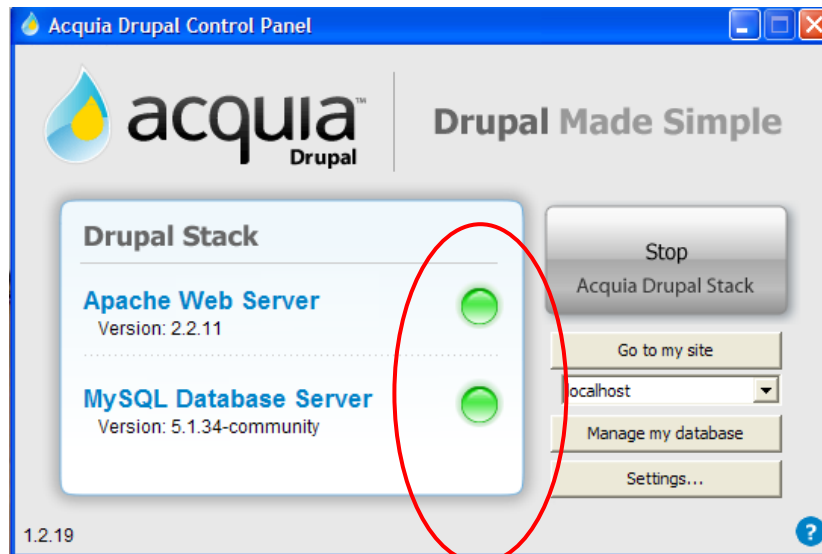 Acquia Drupal Control Panel
acquia™
Drupal
Drupal Made Simple
Drupal Stack
Apache Web Server
Version: 2.2.11
MySQL Database Server
Version: 5.1.34-community
Stop
Acquia Drupal Stack
Go to my site
localhost
Manage my database
Settings...
1.2.19
?